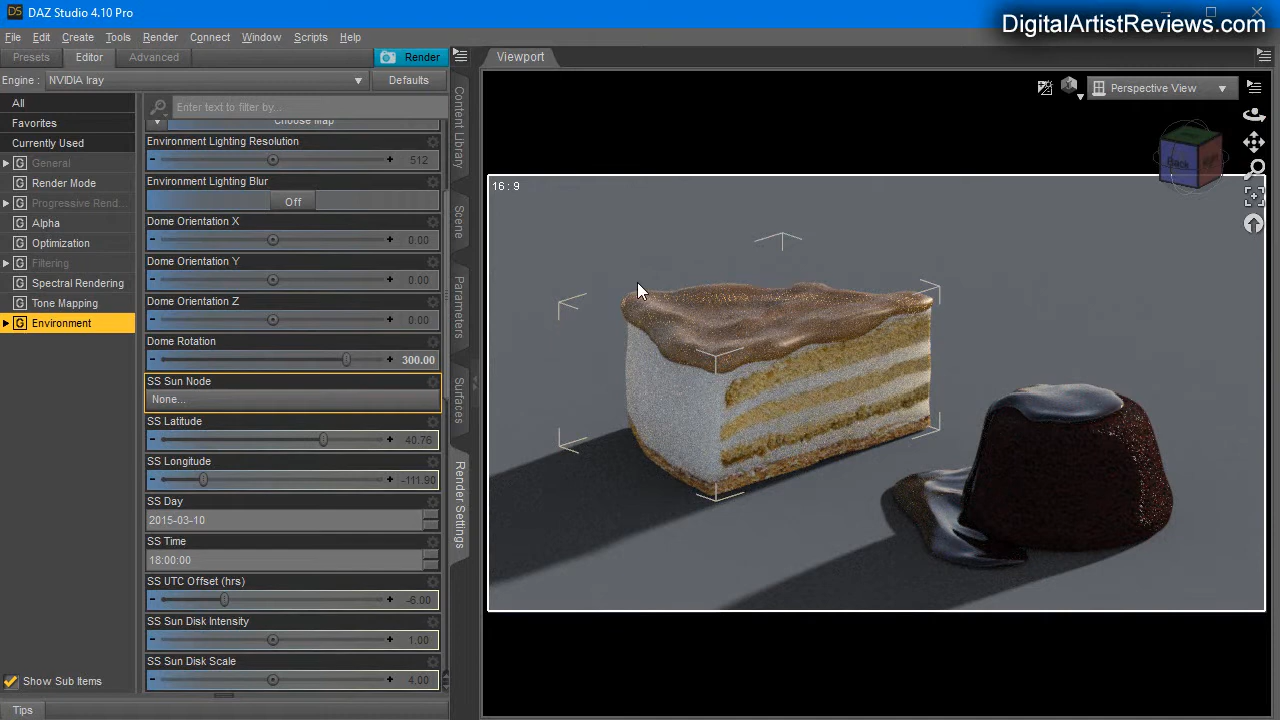 DAZ Studio 4.10 Pro
DigitalArtistReviews.com
File Edit Create Tools Render Connect Window Scripts Help
Presets Editor Advanced Render
Viewport
Engine : NVIDIA Iray Defaults
Perspective View
All
Favorites
Currently Used
General
Render Mode
Progressive Rend...
Alpha
Optimization
Filtering
Spectral Rendering
Tone Mapping
Environment
Show Sub Items
Tips
Enter text to filter by...
Choose Map
Environment Lighting Resolution
512
Environment Lighting Blur
Off
Dome Orientation X
0.00
Dome Orientation Y
0.00
Dome Orientation Z
0.00
Dome Rotation
300.00
SS Sun Node
None...
SS Latitude
40.76
SS Longitude
-111.90
SS Day
2015-03-10
SS Time
18:00:00
SS UTC Offset (hrs)
-6.00
SS Sun Disk Intensity
1.00
SS Sun Disk Scale
4.00
Content Library
Scene
Parameters
Surfaces
Render Settings
16 : 9
Back